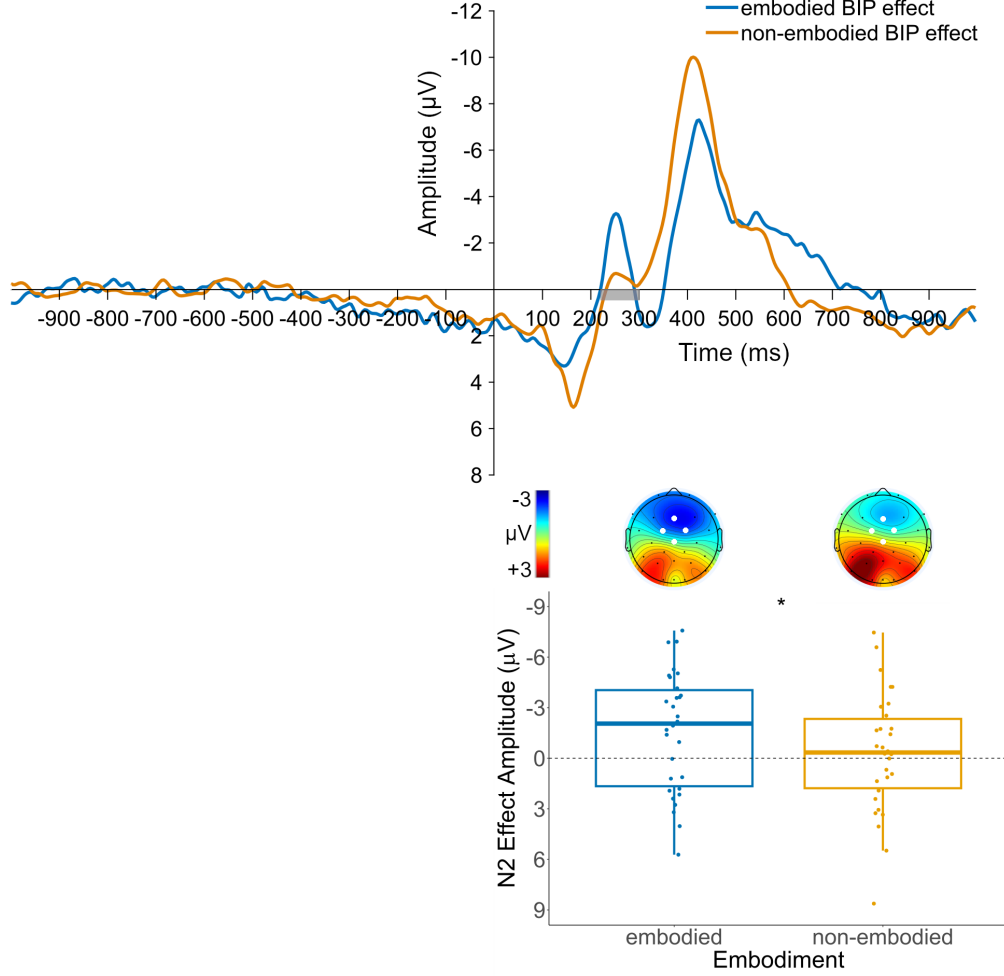 -12
embodied BIP effect
non-embodied BIP effect
-10
-8
-6
-4
-2
Amplitude (µV)
-900 -800 -700 -600 -500 -400 -300 -200 -100 100 200 300 400 500 600 700 800 900
Time (ms)
2
4
6
8
-3
µV
+3
*
-9
-6
-3
0
3
6
9
N2 Effect Amplitude (µV)
embodied non-embodied
Embodiment